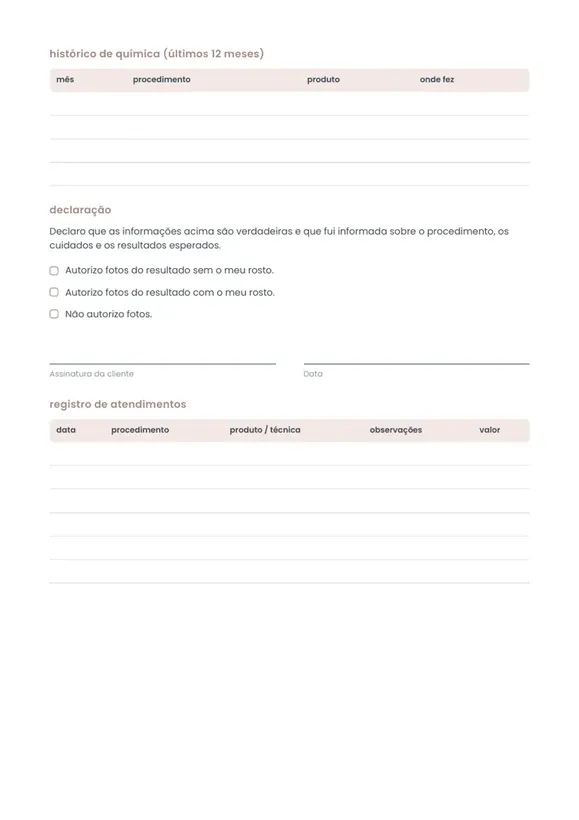 histórico de química (últimos 12 meses)
mês procedimento produto onde fez
declaração
Declaro que as informações acima são verdadeiras e que fui informada sobre o procedimento, os
cuidados e os resultados esperados.
Autorizo fotos do resultado sem o meu rosto.
Autorizo fotos do resultado com o meu rosto.
Não autorizo fotos.
Assinatura da cliente Data
registro de atendimentos
data procedimento produto / técnica observações valor